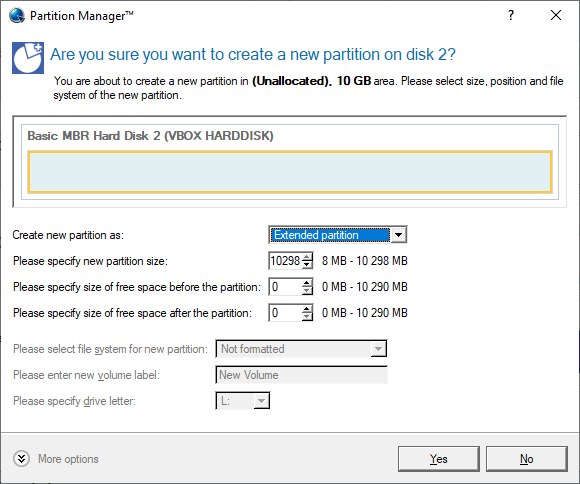 Partition Manager™
Are you sure you want to create a new partition on disk 2?
You are about to create a new partition in (Unallocated), 10 GB area. Please select size, position and file
system of the new partition.
Basic MBR Hard Disk 2 (VBOX HARDDISK)
Create new partition as: Extended partition
Please specify new partition size: 10298 8 MB - 10 298 MB
Please specify size of free space before the partition: 0 0 MB - 10 290 MB
Please specify size of free space after the partition: 0 0 MB - 10 290 MB
Please select file system for new partition: Not formatted
Please enter new volume label: New Volume
Please specify drive letter: L:
More options Yes No